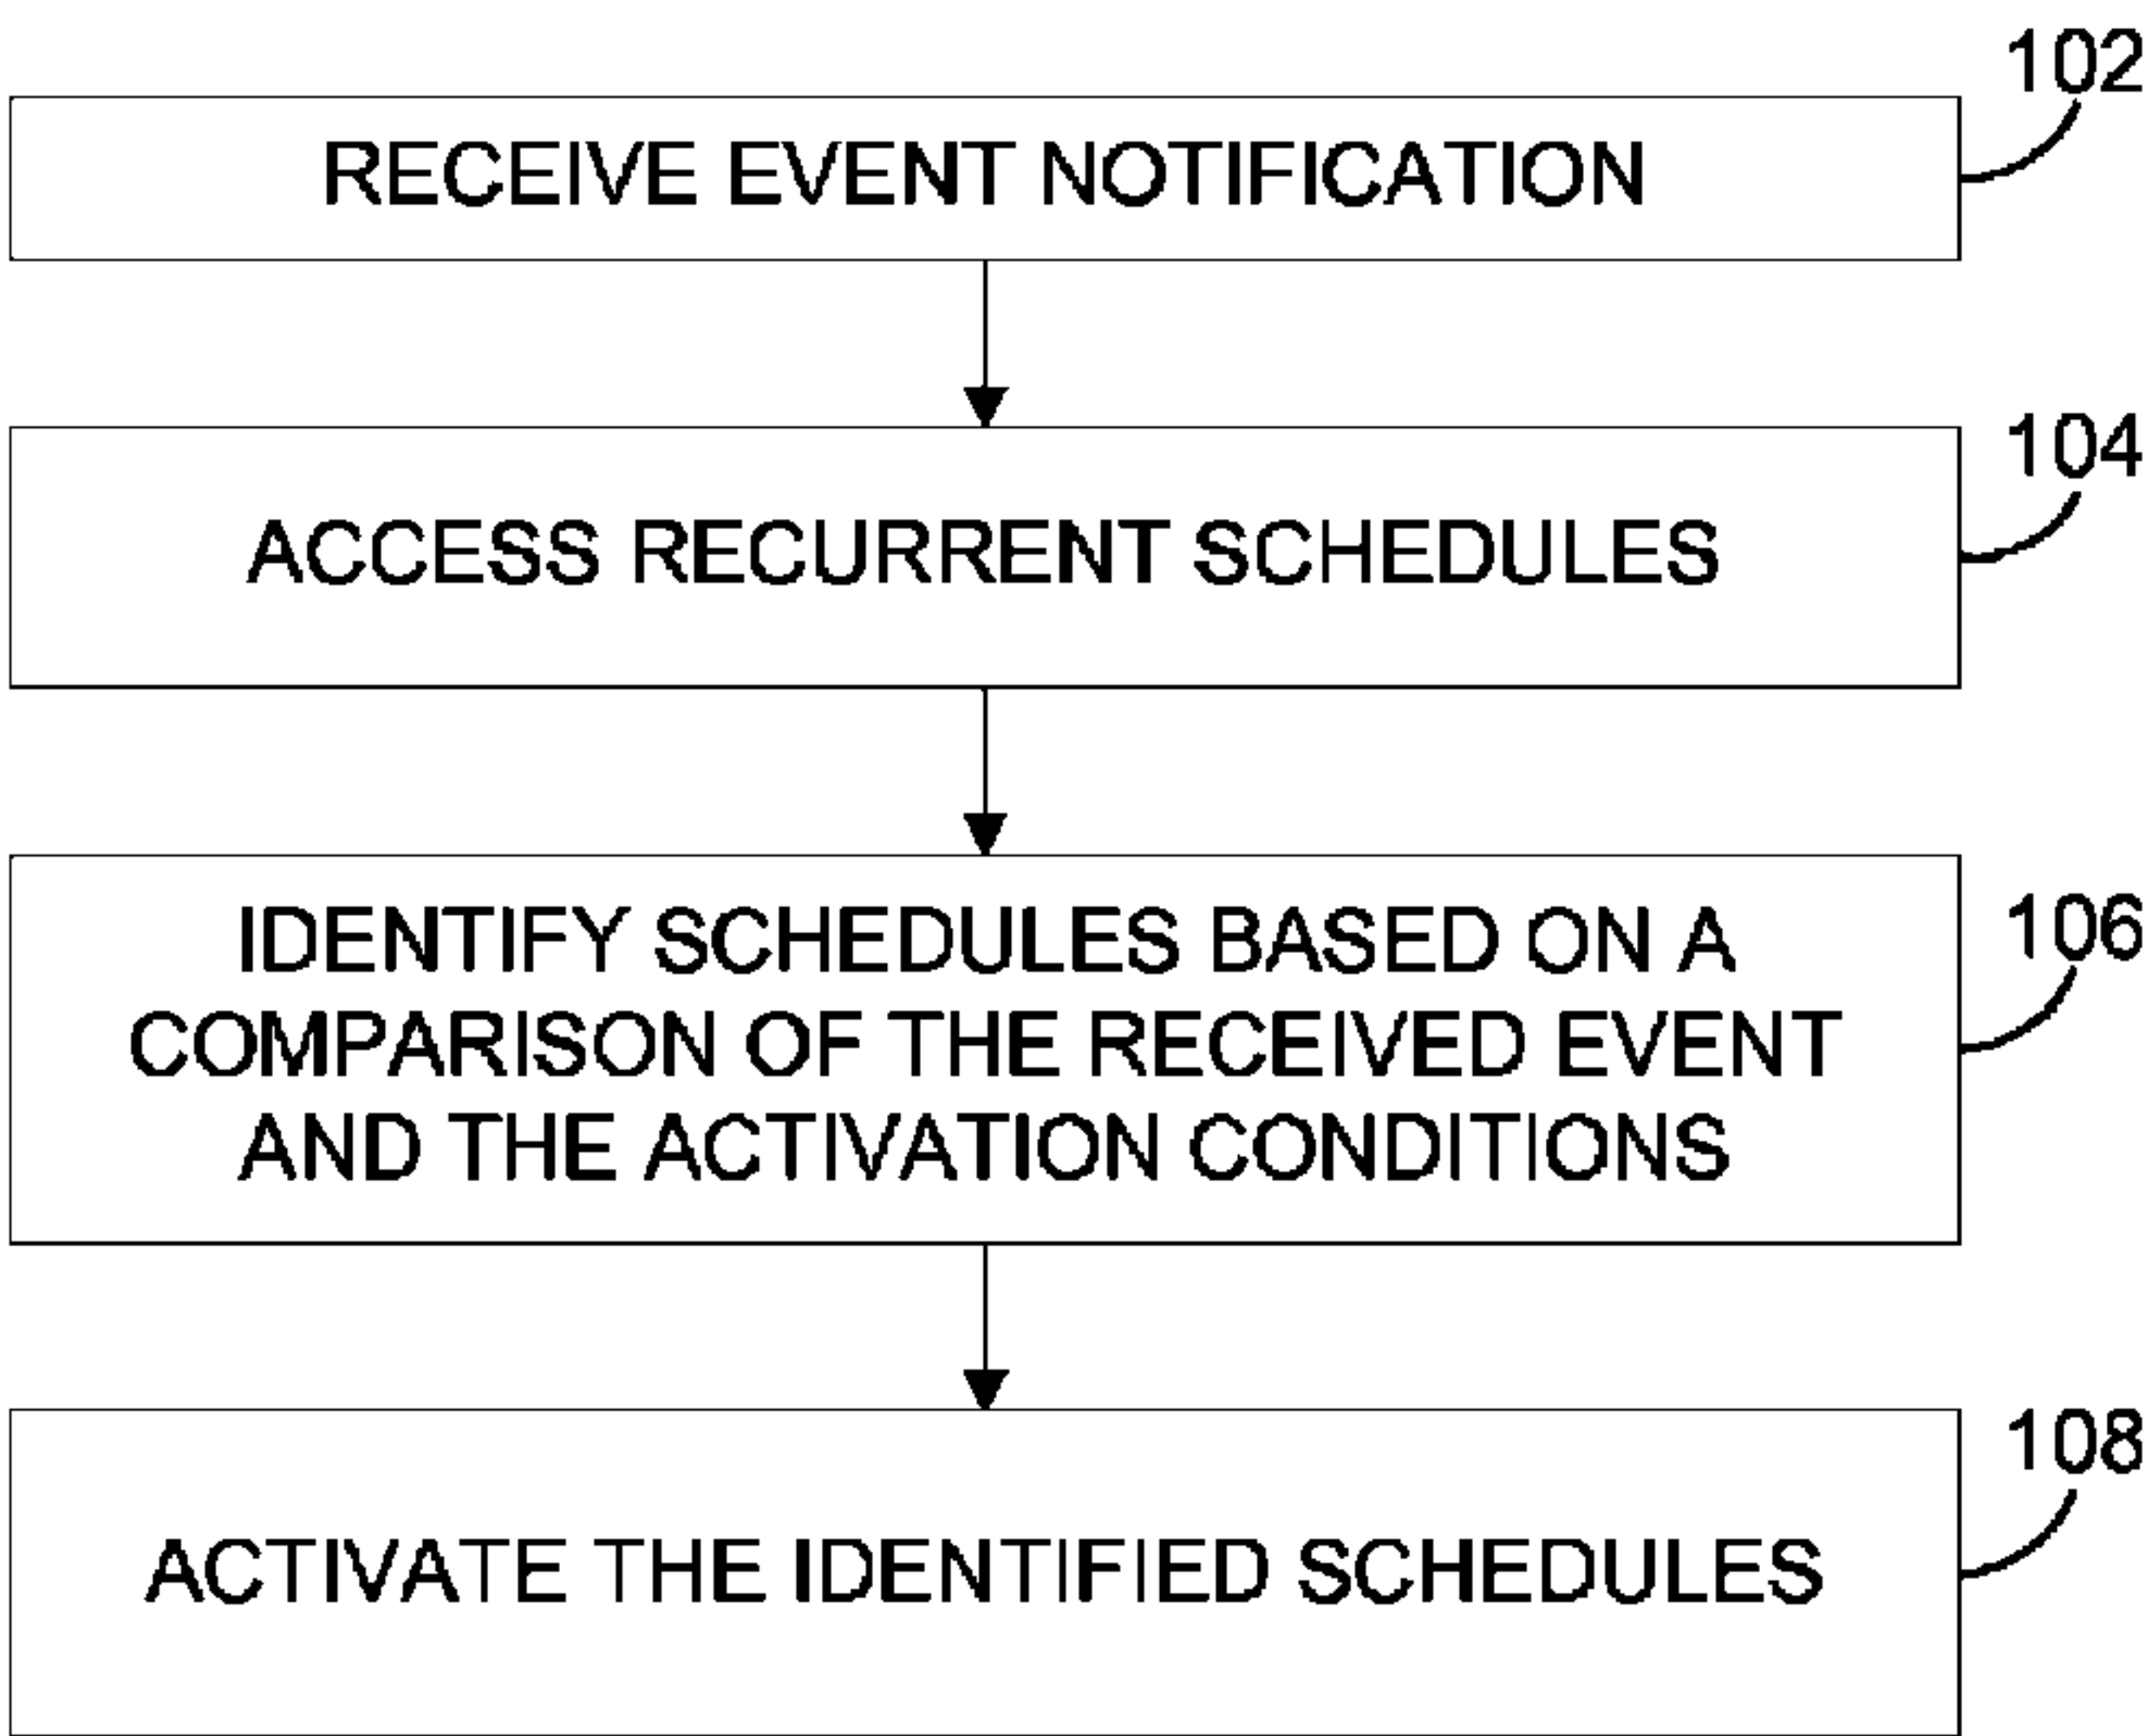 102
RECEIVE EVENT NOTIFICATION
104
ACCESS RECURRENT SCHEDULES
106
IDENTIFY SCHEDULES BASED ON A
COMPARISON OF THE RECEIVED EVENT
AND THE ACTIVATION CONDITIONS
108
ACTIVATE THE IDENTIFIED SCHEDULES